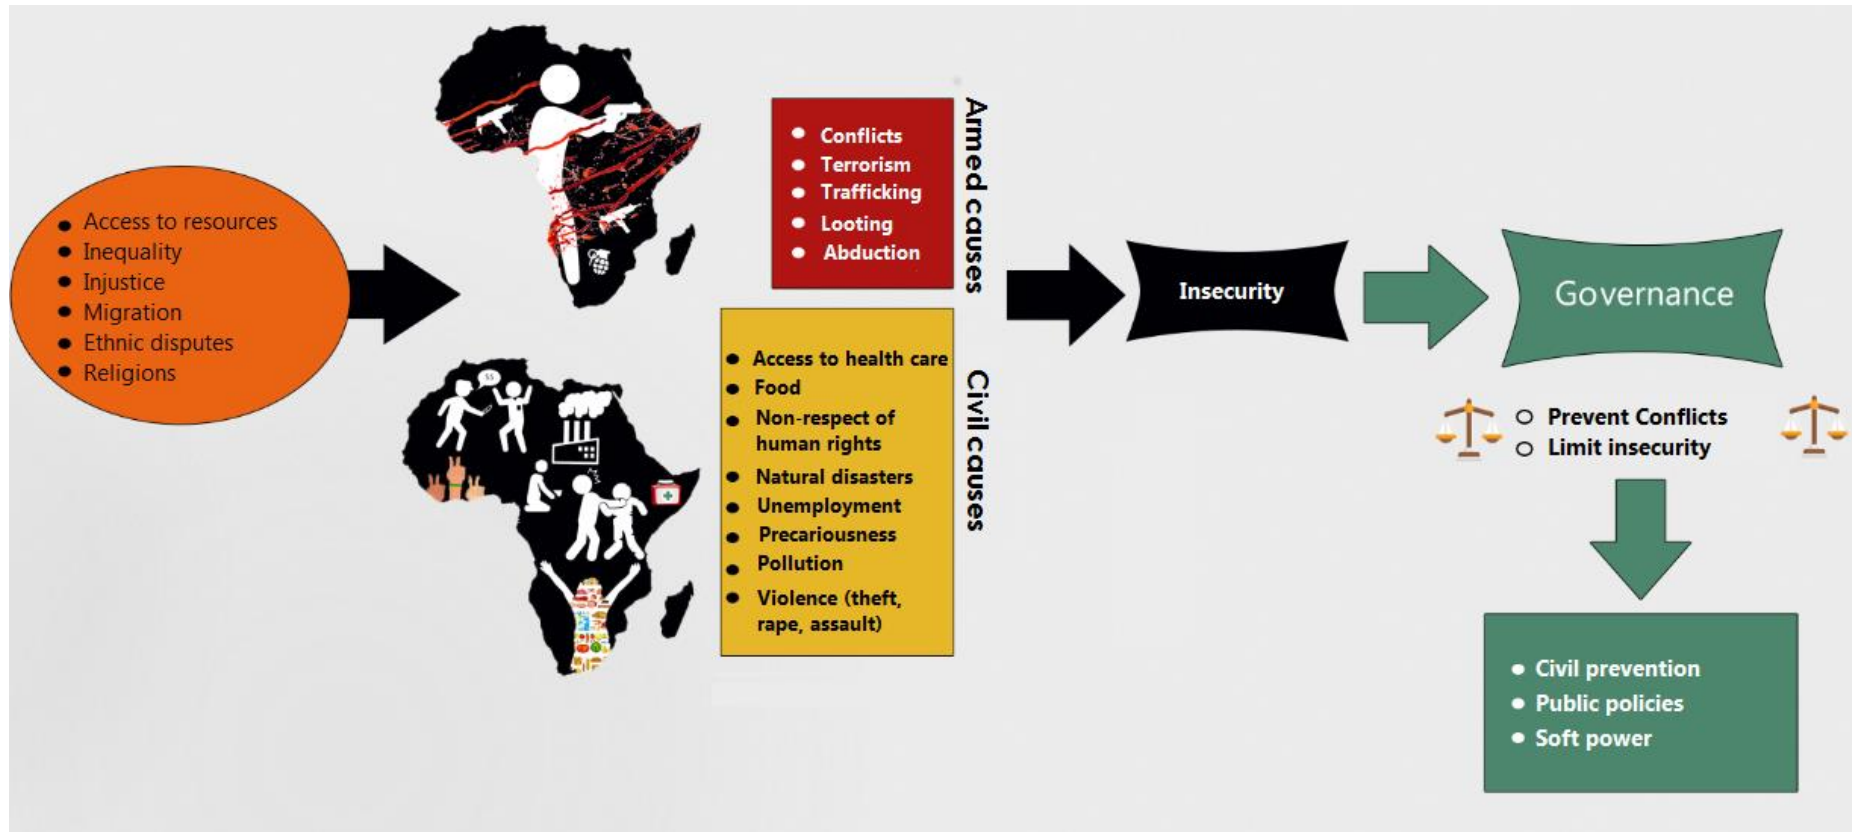 Access to resources
Inequality
Injustice
Migration
Ethnic disputes
Religions
Conflicts
Terrorism
Trafficking
Looting
Abduction
Armed causes
Access to health care
Food
Non-respect of
human rights
Natural disasters
Unemployment
Precariousness
Pollution
Violence (theft,
rape, assault)
Civil causes
Insecurity
Governance
Prevent Conflicts
Limit insecurity
Civil prevention
Public policies
Soft power